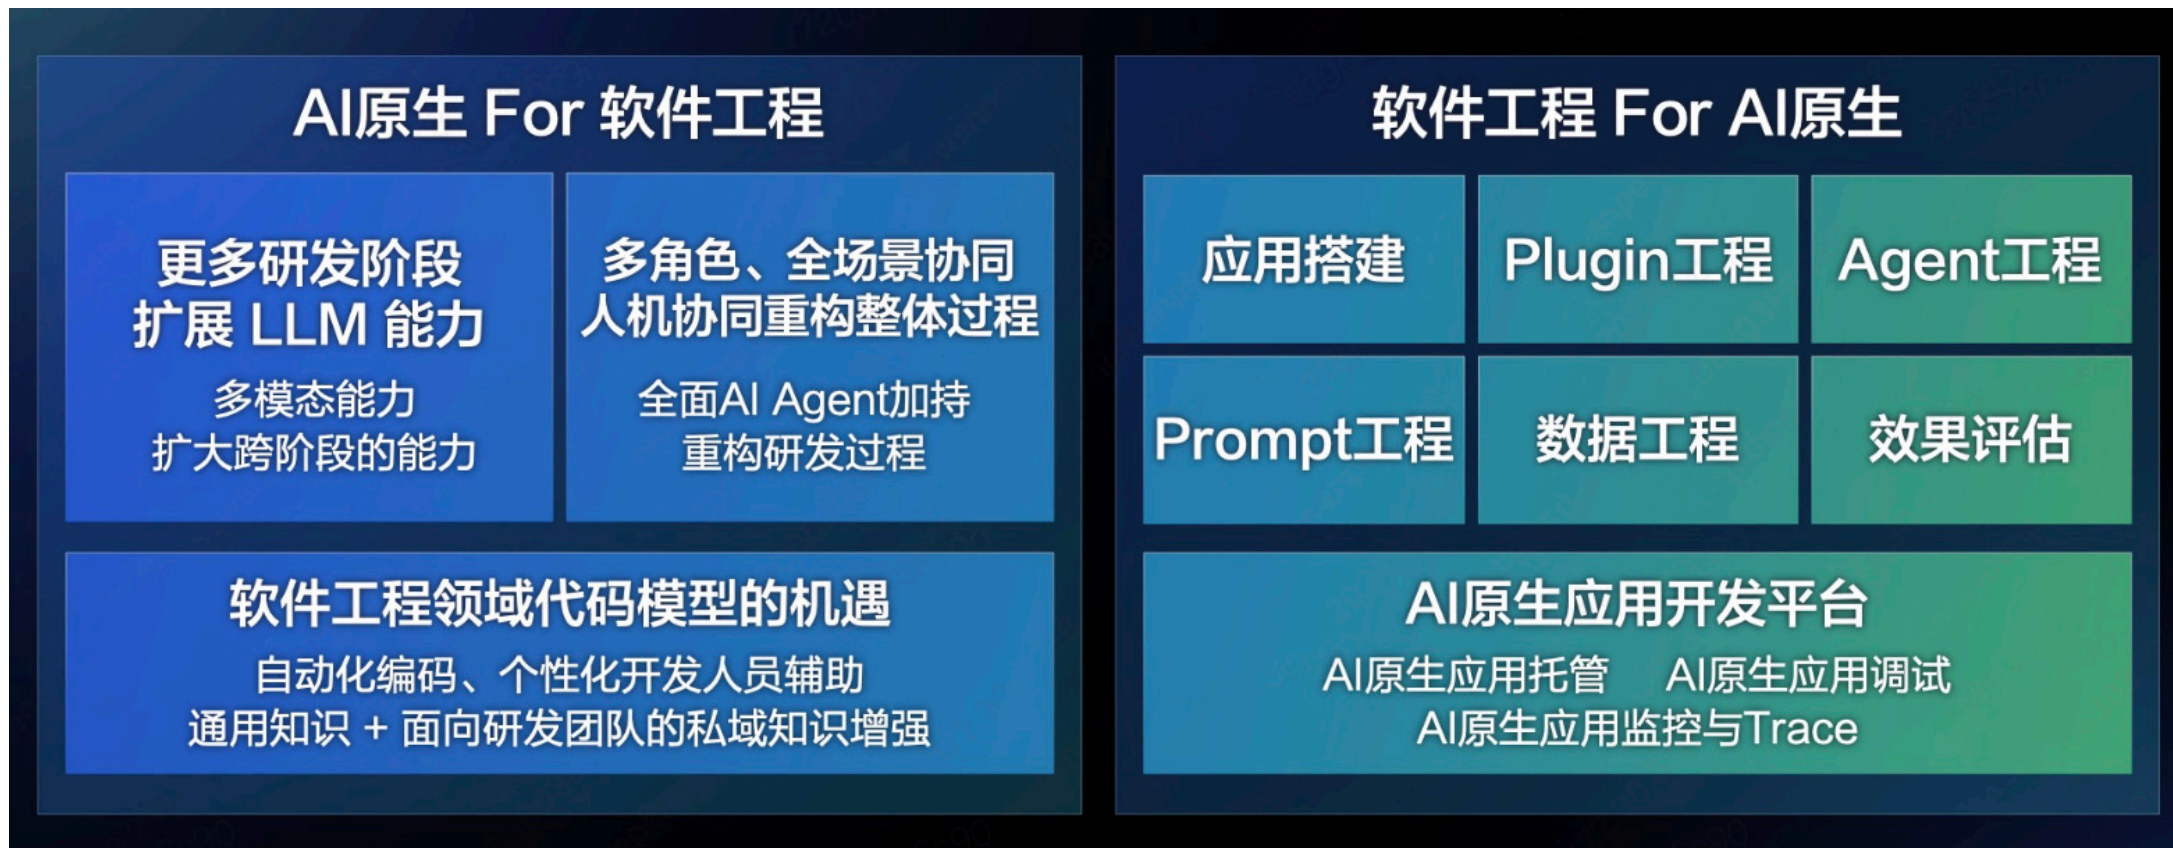 AI原生 For 软件工程
更多研发阶段
扩展 LLM 能力
多模态能力
扩大跨阶段的能力
多角色、全场景协同
人机协同重构整体过程
全面AI Agent加持
重构研发过程
软件工程领域代码模型的机遇
自动化编码、个性化开发人员辅助
通用知识 + 面向研发团队的私域知识增强
软件工程 For AI原生
应用搭建
Plugin工程
Agent工程
Prompt工程
数据工程
效果评估
AI原生应用开发平台
AI原生应用托管 AI原生应用调试
AI原生应用监控与Trace